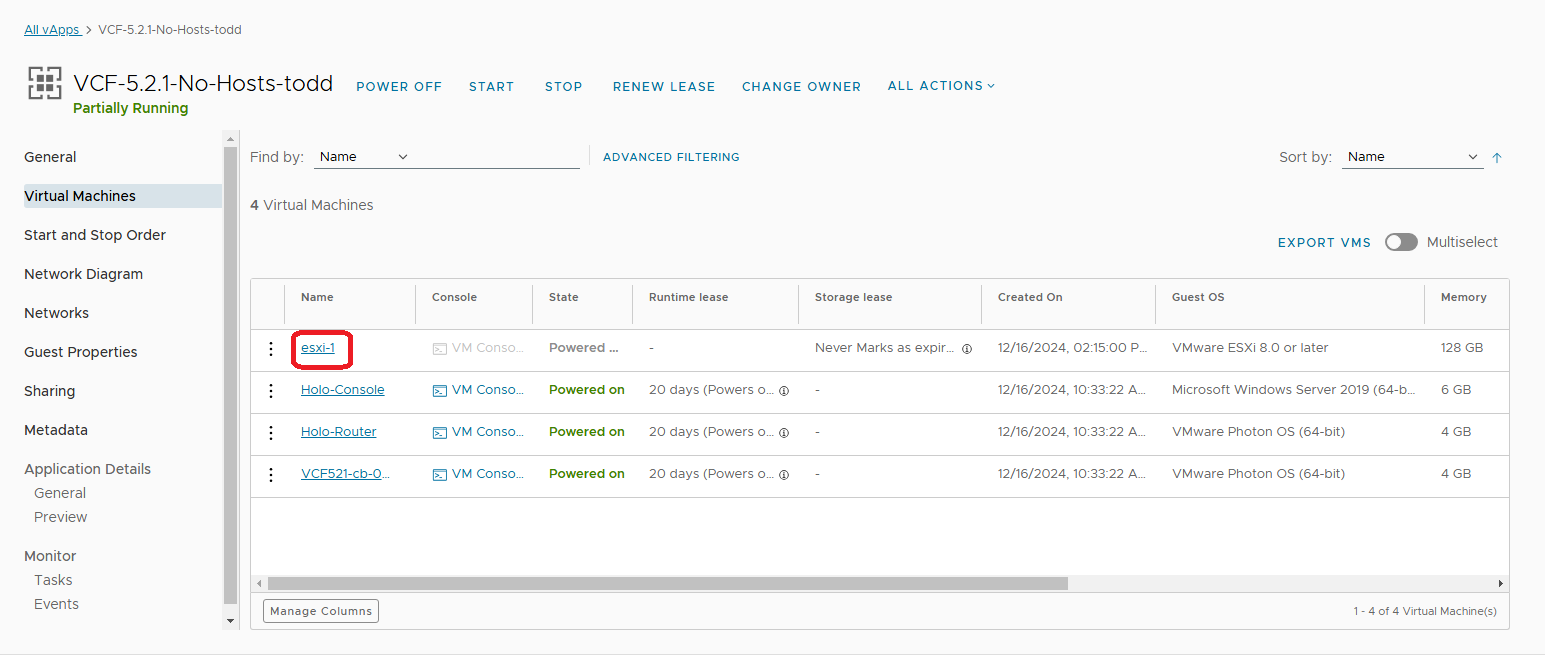 All vApps > VCF-5.2.1-No-Hosts-todd
VCF-5.2.1-No-Hosts-todd POWER OFF START STOP RENEW LEASE CHANGE OWNER ALL ACTIONS
Partially Running
General
Virtual Machines
Start and Stop Order
Network Diagram
Networks
Guest Properties
Sharing
Metadata
Application Details
General
Preview
Monitor
Tasks
Events
Find by: Name ADVANCED FILTERING Sort by: Name
4 Virtual Machines
EXPORT VMS Multiselect
Name Console State Runtime lease Storage lease Created On Guest OS Memory
esxi-1 VM Conso... Powered ... - Never Marks as expir... 12/16/2024, 02:15:00 P... VMware ESXi 8.0 or later 128 GB
Holo-Console VM Conso... Powered on 20 days (Powers o... - 12/16/2024, 10:33:22 A... Microsoft Windows Server 2019 (64-b... 6 GB
Holo-Router VM Conso... Powered on 20 days (Powers o... - 12/16/2024, 10:33:22 A... VMware Photon OS (64-bit) 4 GB
VCF521-cb-0... VM Conso... Powered on 20 days (Powers o... - 12/16/2024, 10:33:22 A... VMware Photon OS (64-bit) 4 GB
Manage Columns 1 - 4 of 4 Virtual Machine(s)